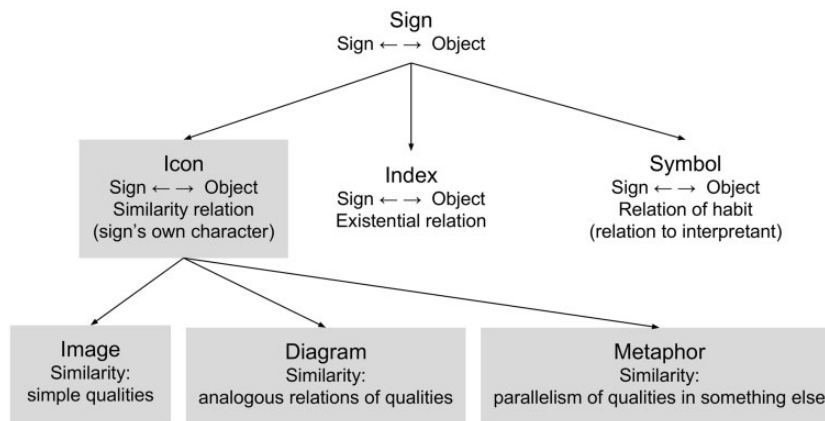 Sign
Sign ← → Object
Icon
Sign ← → Object
Similarity relation
(sign's own character)
Index
Sign ← → Object
Existential relation
Symbol
Sign ← → Object
Relation of habit
(relation to interpretant)
Image
Similarity:
simple qualities
Diagram
Similarity:
analogous relations of qualities
Metaphor
Similarity:
parallelism of qualities in something else